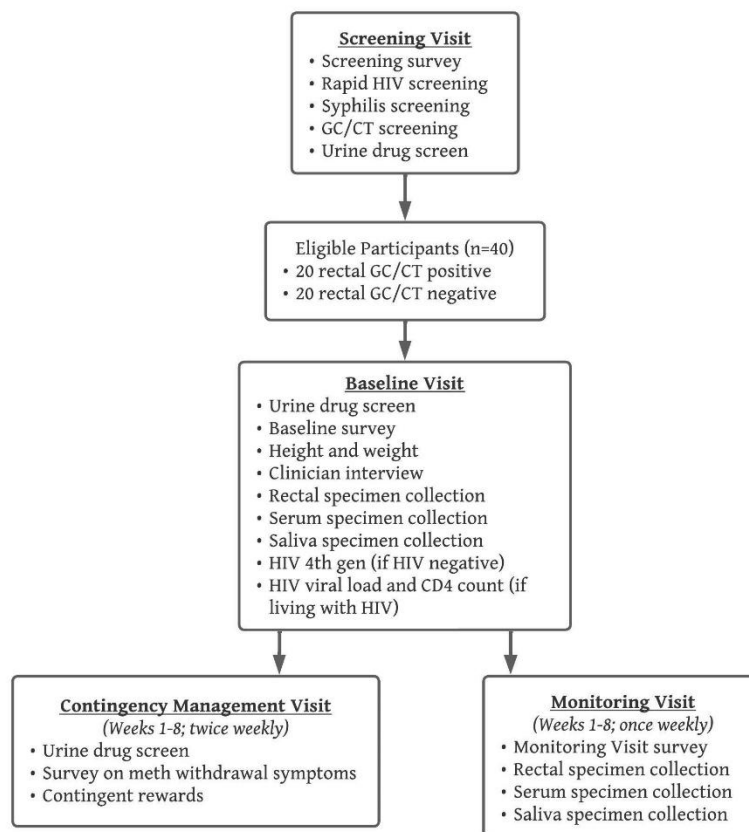 Screening Visit
• Screening survey
• Rapid HIV screening
• Syphilis screening
• GC/CT screening
• Urine drug screen
Eligible Participants (n=40)
• 20 rectal GC/CT positive
• 20 rectal GC/CT negative
Baseline Visit
• Urine drug screen
• Baseline survey
• Height and weight
• Clinician interview
• Rectal specimen collection
• Serum specimen collection
• Saliva specimen collection
• HIV 4th gen (if HIV negative)
• HIV viral load and CD4 count (if
living with HIV)
Contingency Management Visit
(Weeks 1-8; twice weekly)
• Urine drug screen
• Survey on meth withdrawal symptoms
• Contingent rewards
Monitoring Visit
(Weeks 1-8; once weekly)
• Monitoring Visit survey
• Rectal specimen collection
• Serum specimen collection
• Saliva specimen collection